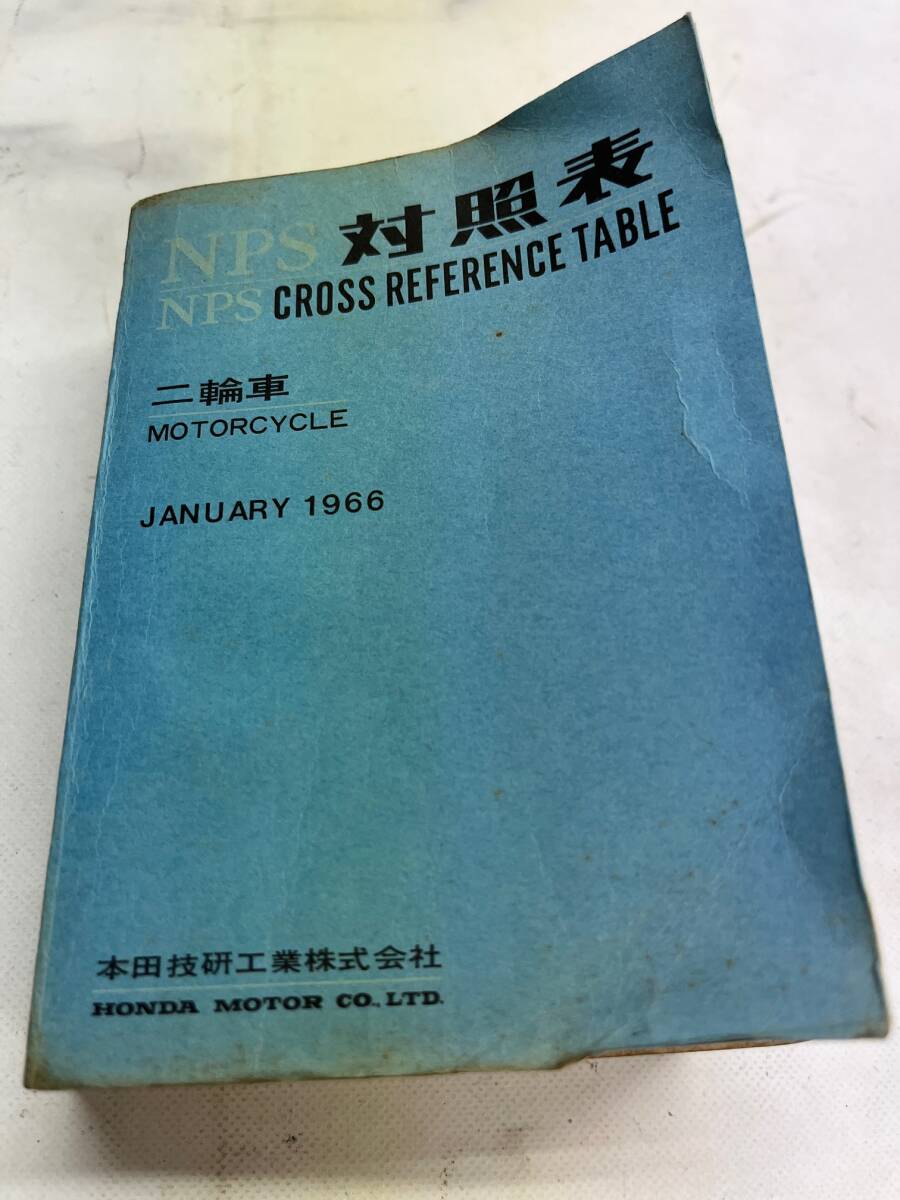 NPS 対照表
NPS CROSS REFERENCE TABLE
二輪車
MOTORCYCLE
JANUARY 1966
本田技研工業株式会社
HONDA MOTOR CO., LTD.